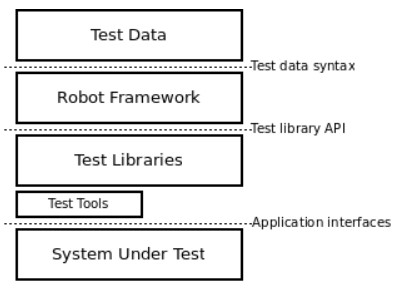 Test Data
Test data syntax
Robot Framework
Test library API
Test Libraries
Test Tools
Application interfaces
System Under Test